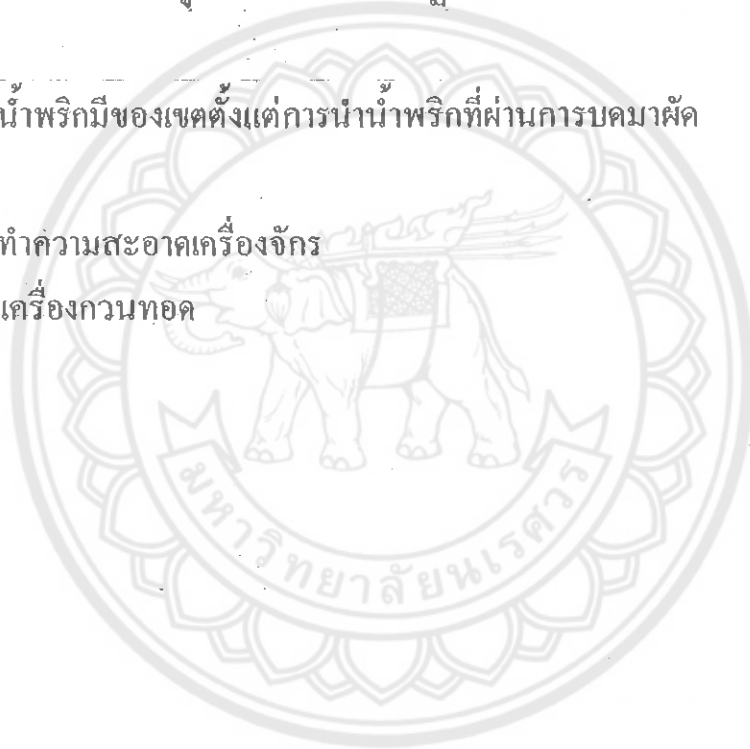 น้ำพริกมีของเขตตั้งแต่การนำน้ำพริกที่ผ่านการบดมาผัด
ทำความสะอาดเครื่องจักร
เครื่องกวนทอด
มหาวิทยาลัยนเรศวร